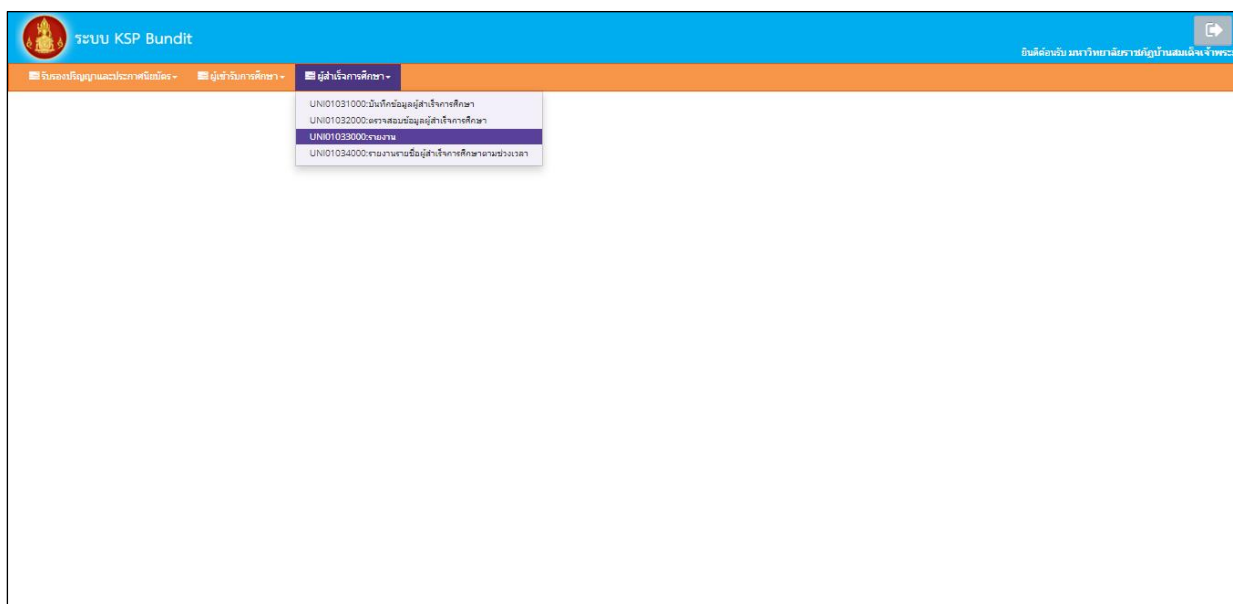 ระบบ KSP Bundit
ยินดีต้อนรับ มหาวิทยาลัยราชภัฏบ้านสมเด็จเจ้าพระ
รับรองปริญญาและประกาศนียบัตร
ผู้เข้ารับการศึกษา
ผู้สำเร็จการศึกษา
UNI01031000:บันทึกข้อมูลผู้สำเร็จการศึกษา
UNI01032000:ตรวจสอบข้อมูลผู้สำเร็จการศึกษา
UNI01033000:รายงาน
UNI01034000:รายงานรายชื่อผู้สำเร็จการศึกษาตามช่วงเวลา